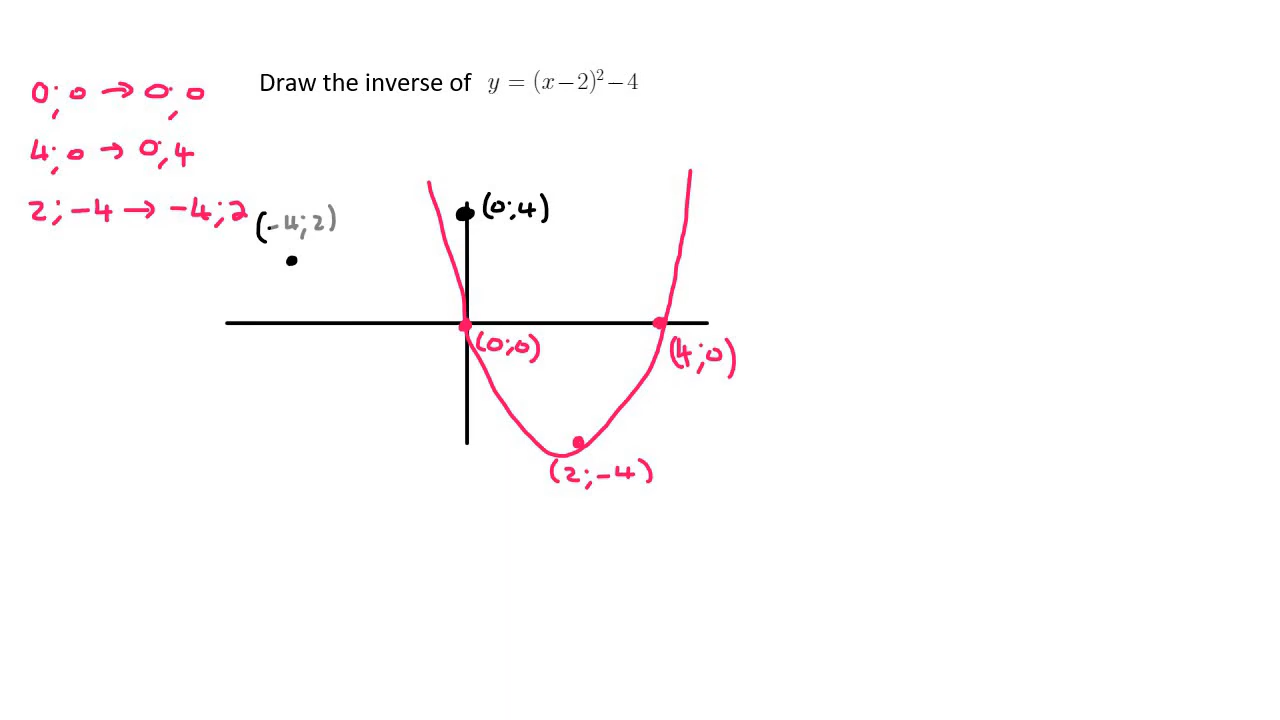 Draw the inverse of y = (x−2)²−4
0;0 → 0;0
4;0 → 0;4
2;−4 → −4;2
(−4;2)
(0;4)
(0;0)
(4;0)
(2;−4)